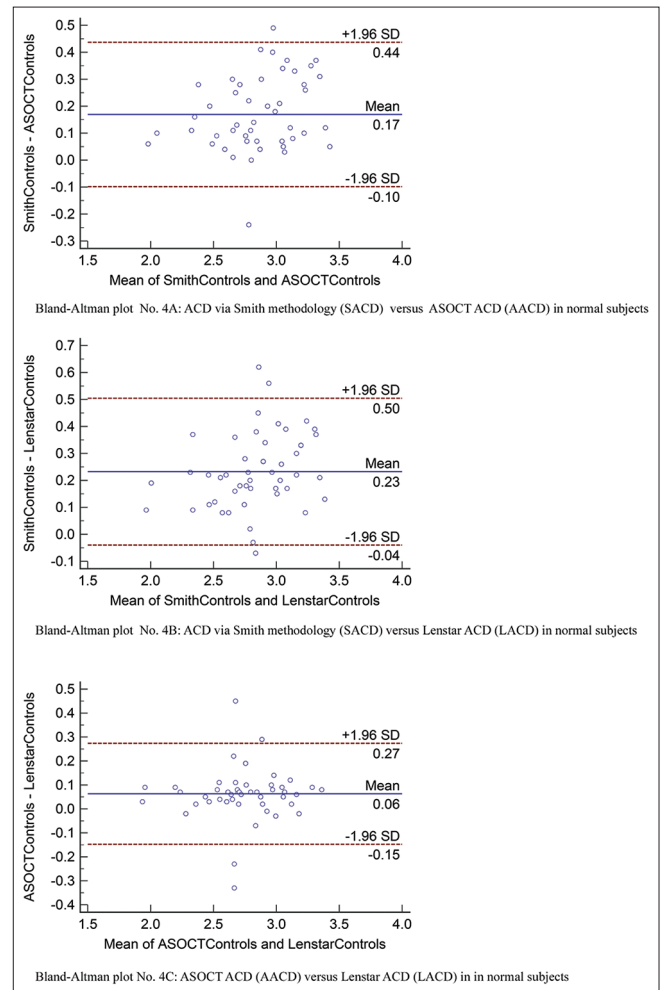 0.5
0.4
0.3
0.2
0.1
0.0
-0.1
-0.2
-0.3
SmithControls - ASOCTControls
+1.96 SD
0.44
Mean
0.17
-1.96 SD
-0.10
1.5 2.0 2.5 3.0 3.5 4.0
Mean of SmithControls and ASOCTControls
Bland-Altman plot No. 4A: ACD via Smith methodology (SACD) versus ASOCT ACD (AACD) in normal subjects
0.7
0.6
0.5
0.4
0.3
0.2
0.1
0.0
-0.1
SmithControls - LenstarControls
+1.96 SD
0.50
Mean
0.23
-1.96 SD
-0.04
1.5 2.0 2.5 3.0 3.5 4.0
Mean of SmithControls and LenstarControls
Bland-Altman plot No. 4B: ACD via Smith methodology (SACD) versus Lenstar ACD (LACD) in normal subjects
0.5
0.4
0.3
0.2
0.1
0.0
-0.1
-0.2
-0.3
-0.4
ASOCTControls - LenstarControls
+1.96 SD
0.27
Mean
0.06
-1.96 SD
-0.15
1.5 2.0 2.5 3.0 3.5 4.0
Mean of ASOCTControls and LenstarControls
Bland-Altman plot No. 4C: ASOCT ACD (AACD) versus Lenstar ACD (LACD) in in normal subjects